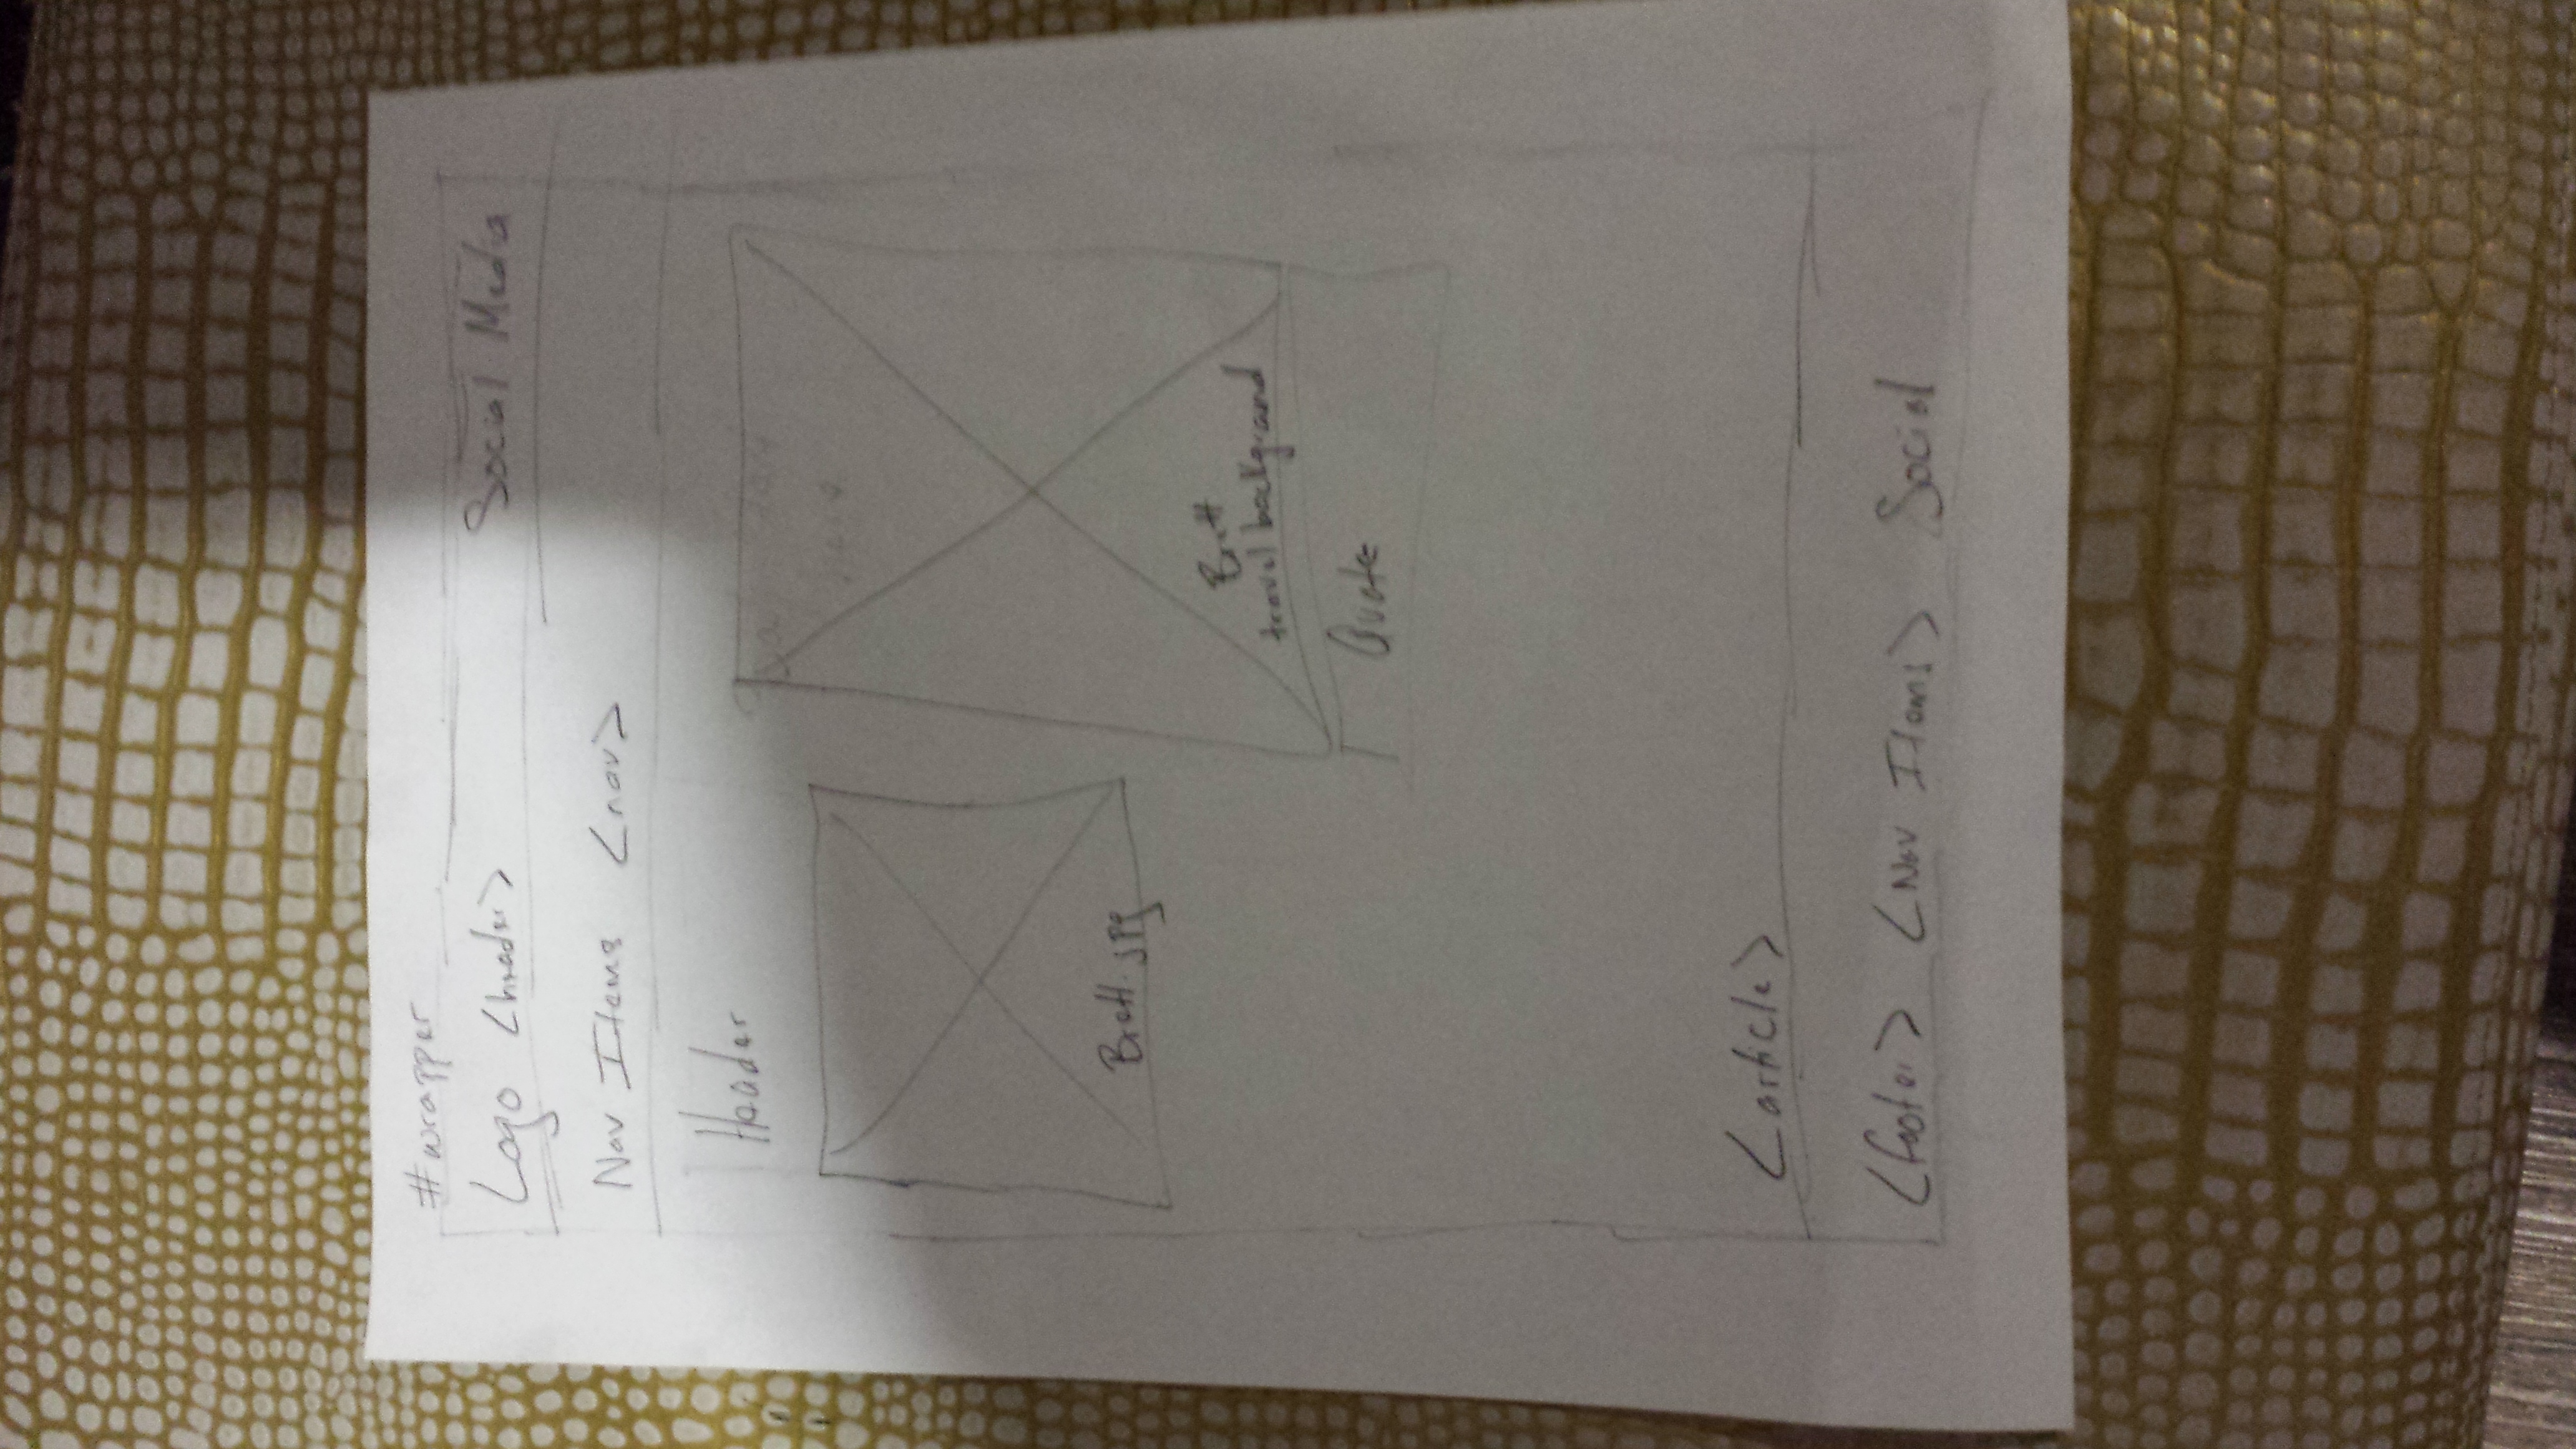 #wrapper
Logo <header> Social Media
Nav Items <nav>
Header
Brett.jpg
Brett
travel background
Quote
<article>
<footer> <Nav Items> Social